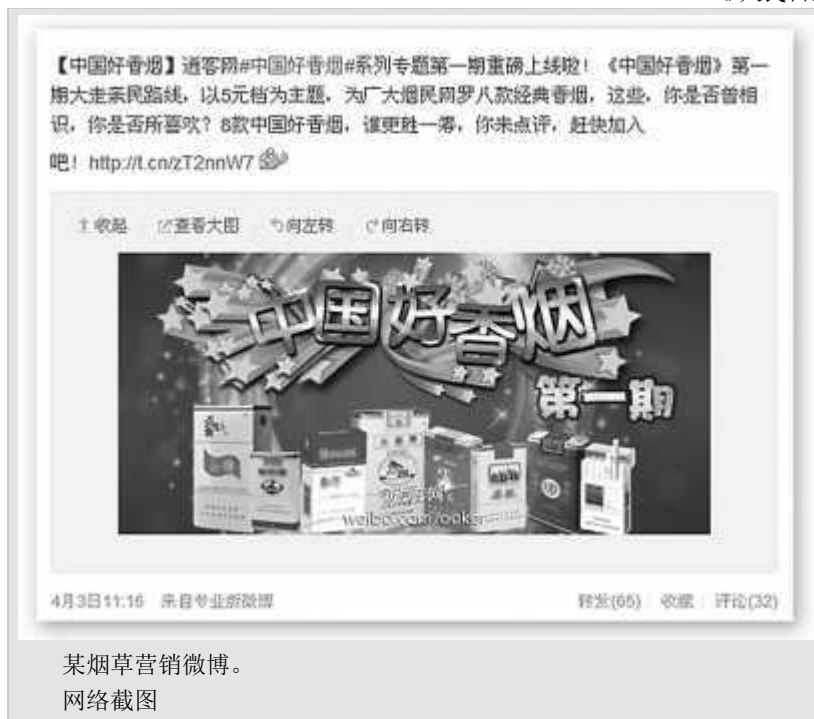 【中国好香烟】逍客网#中国好香烟#系列专题第一期重磅上线啦！《中国好香烟》第一
期大走亲民路线，以5元档为主题，为广大烟民网罗八款经典香烟，这些，你是否曾相
识，你是否所喜欢？8款中国好香烟，谁更胜一筹，你来点评，赶快加入
吧！http://t.cn/zT2nnW7
收起 查看大图 向左转 向右转
中国好香烟
第一期
4月3日11:16 来自专业版微博
转发(65) 收藏 评论(32)
某烟草营销微博。
网络截图